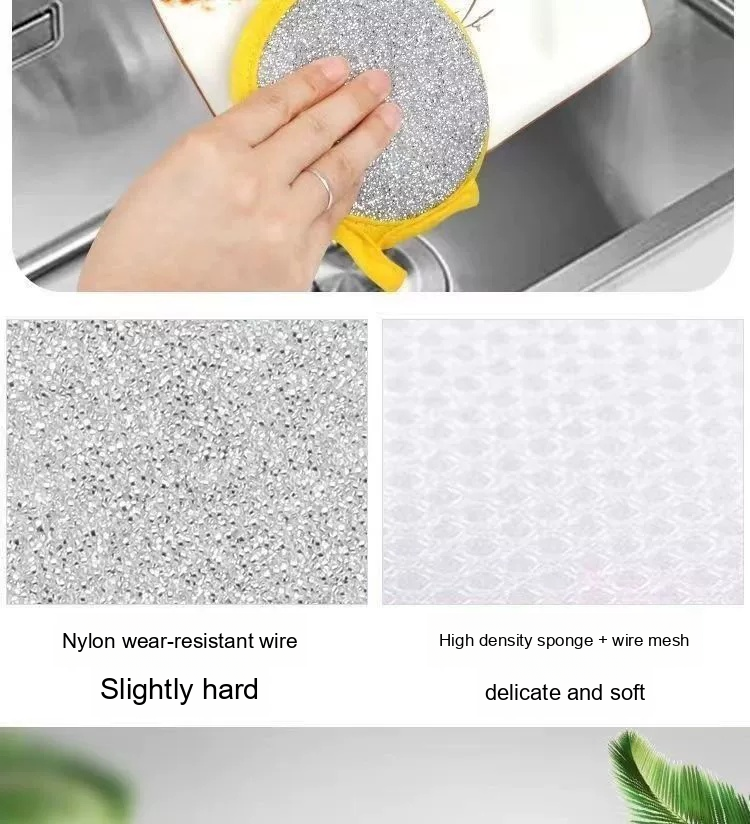 Nylon wear-resistant wire
High density sponge + wire mesh
Slightly hard
delicate and soft